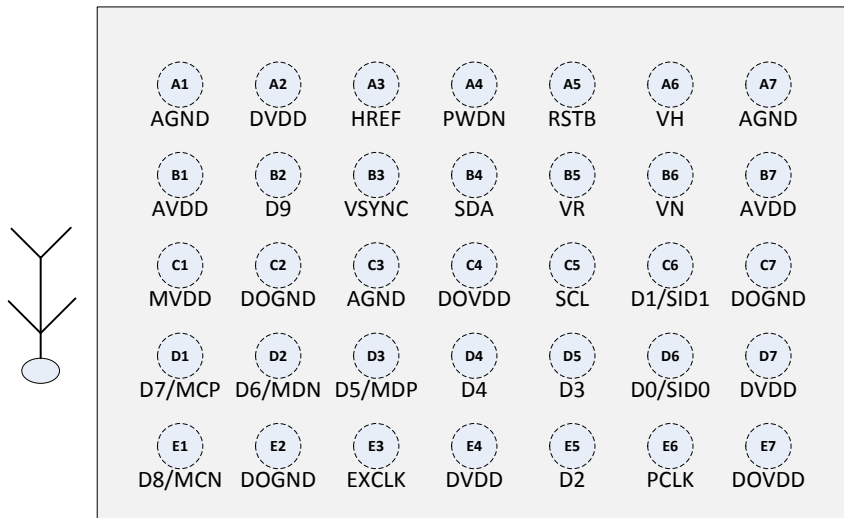 A1 A2 A3 A4 A5 A6 A7
AGND DVDD HREF PWDN RSTB VH AGND
B1 B2 B3 B4 B5 B6 B7
AVDD D9 VSYNC SDA VR VN AVDD
C1 C2 C3 C4 C5 C6 C7
MVDD DOGND AGND DOVDD SCL D1/SID1 DOGND
D1 D2 D3 D4 D5 D6 D7
D7/MCP D6/MDN D5/MDP D4 D3 D0/SID0 DVDD
E1 E2 E3 E4 E5 E6 E7
D8/MCN DOGND EXCLK DVDD D2 PCLK DOVDD